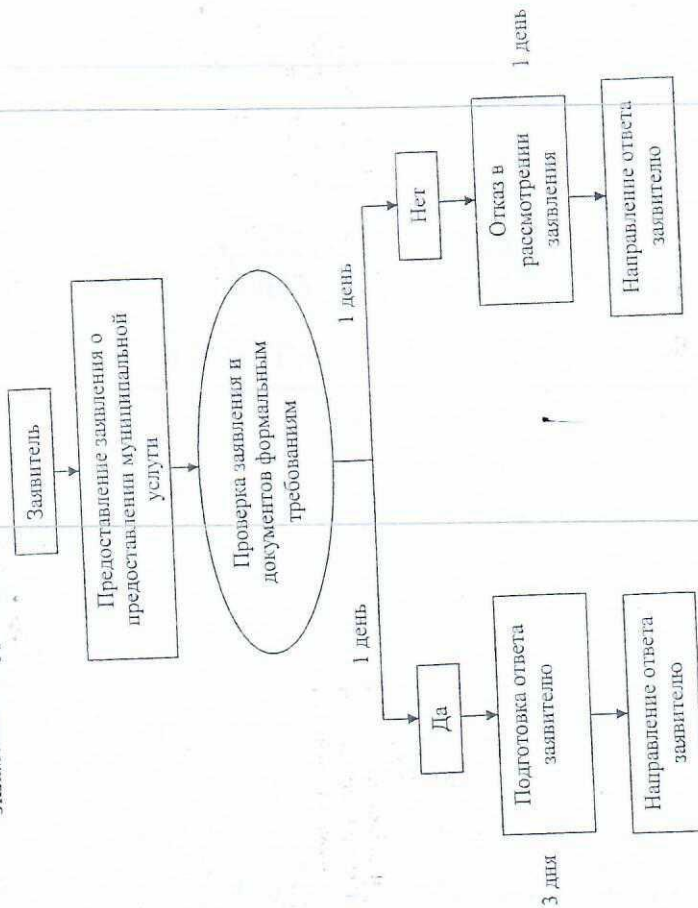 Заявитель
Предоставление заявления о
предоставлении муниципальной
услуги
Проверка заявления и
документов формальным
требованиям
1 день
1 день
Да
Нет
3 дня
Подготовка ответа
заявителю
Отказ в
рассмотрении
заявления
1 день
Направление ответа
заявителю
Направление ответа
заявителю